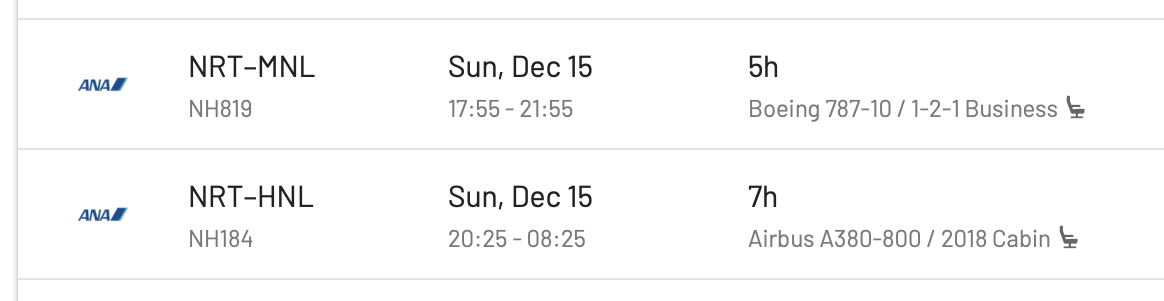 ANA NRT–MNL Sun, Dec 15 5h
NH819 17:55 - 21:55 Boeing 787-10 / 1-2-1 Business
ANA NRT–HNL Sun, Dec 15 7h
NH184 20:25 - 08:25 Airbus A380-800 / 2018 Cabin